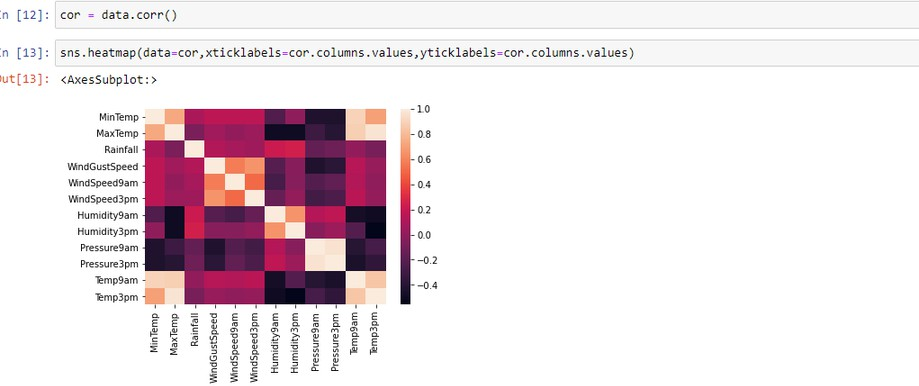 n [12]: cor = data.corr()
n [13]: sns.heatmap(data=cor,xticklabels=cor.columns.values,yticklabels=cor.columns.values)
ut[13]: <AxesSubplot:>
MinTemp
MaxTemp
Rainfall
WindGustSpeed
WindSpeed9am
WindSpeed3pm
Humidity9am
Humidity3pm
Pressure9am
Pressure3pm
Temp9am
Temp3pm
1.0
0.8
0.6
0.4
0.2
0.0
−0.2
−0.4
MinTemp
MaxTemp
Rainfall
WindGustSpeed
WindSpeed9am
WindSpeed3pm
Humidity9am
Humidity3pm
Pressure9am
Pressure3pm
Temp9am
Temp3pm